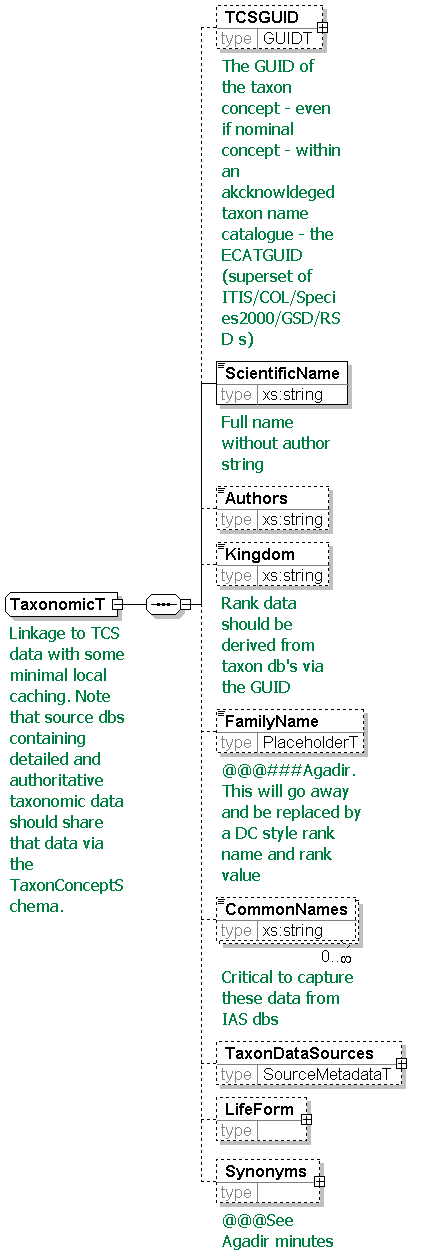 TCSGUID
type GUIDT
The GUID of
the taxon
concept - even
if nominal
concept - within
an
akcknowldeged
taxon name
catalogue - the
ECATGUID
(superset of
ITIS/COL/Speci
es2000/GSD/RS
D s)
ScientificName
type xs:string
Full name
without author
string
Authors
type xs:string
Kingdom
type xs:string
Rank data
should be
derived from
taxon db's via
the GUID
TaxonomicT
Linkage to TCS
data with some
minimal local
caching. Note
that source dbs
containing
detailed and
authoritative
taxonomic data
should share
that data via
the
TaxonConceptS
chema.
FamilyName
type PlaceholderT
@@@###Agadir.
This will go away
and be replaced by
a DC style rank
name and rank
value
CommonNames
type xs:string
0..∞
Critical to capture
these data from
IAS dbs
TaxonDataSources
type SourceMetadataT
LifeForm
type
Synonyms
type
@@@See
Agadir minutes